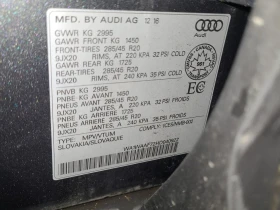 MFD. BY AUDI AG 12 16
GVWR KG 2995
GAWR FRONT KG 1450
FRONT-TIRES 285/45 R20
9JX20 RIMS, AT 220 KPA 32 PSI COLD
GAWR REAR KG 1725
REAR-TIRES 285/45 R20
9JX20 RIMS, AT 240 KPA 35 PSI COLD
Audi
CANADA
PNVB KG 2995
PNBE AVANT KG 1450
PNEUS AVANT 285/45 R20
9JX20 JANTES, A 220 KPA 32 PSI FROIDS
PNBE ARRIERE KG 1725
PNEUS ARRIERE 285/45 R20
9JX20 JANTES, A 240 KPA 35 PSI FROIDS
TYPE: MPV/VTUM
SLOVAKIA/SLOVAQUIE
EC